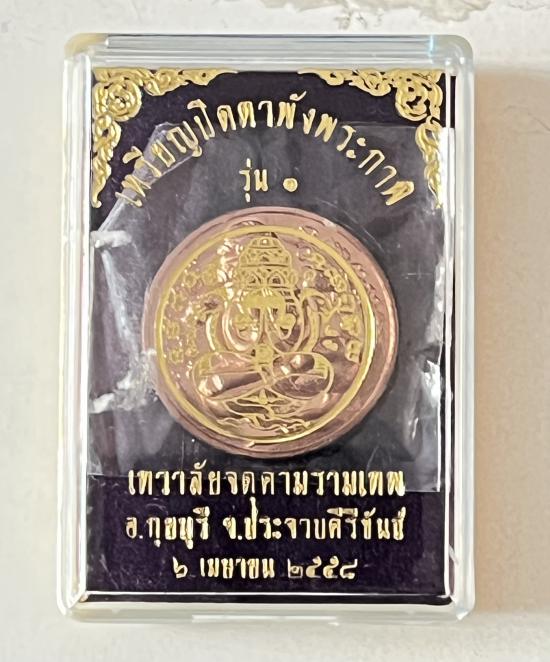 เหรียญปิดตาพังพระกาฬ
รุ่น ๑
เทวาลัยจตุคามรามเทพ
อ.กุยบุรี จ.ประจวบคีรีขันธ์
๖ เมษายน ๒๕๕๘